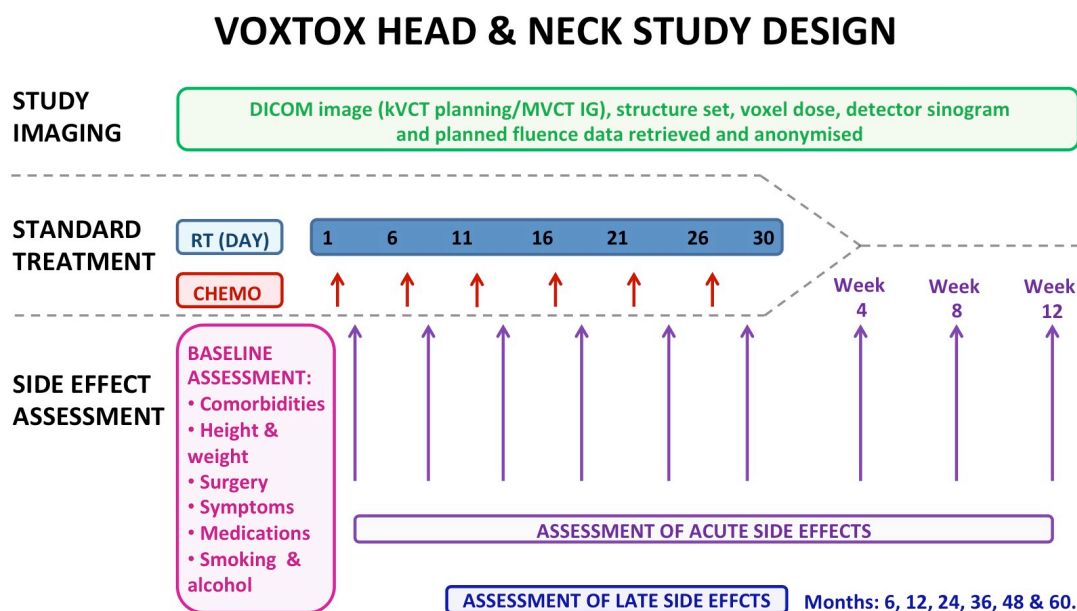 VOXTOX HEAD & NECK STUDY DESIGN
STUDY
IMAGING
DICOM image (kVCT planning/MVCT IG), structure set, voxel dose, detector sinogram
and planned fluence data retrieved and anonymised
STANDARD
TREATMENT
RT (DAY)
1 6 11 16 21 26 30
CHEMO
Week
4
Week
8
Week
12
SIDE EFFECT
ASSESSMENT
BASELINE
ASSESSMENT:
• Comorbidities
• Height &
weight
• Surgery
• Symptoms
• Medications
• Smoking &
alcohol
ASSESSMENT OF ACUTE SIDE EFFECTS
ASSESSMENT OF LATE SIDE EFFCTS Months: 6, 12, 24, 36, 48 & 60.